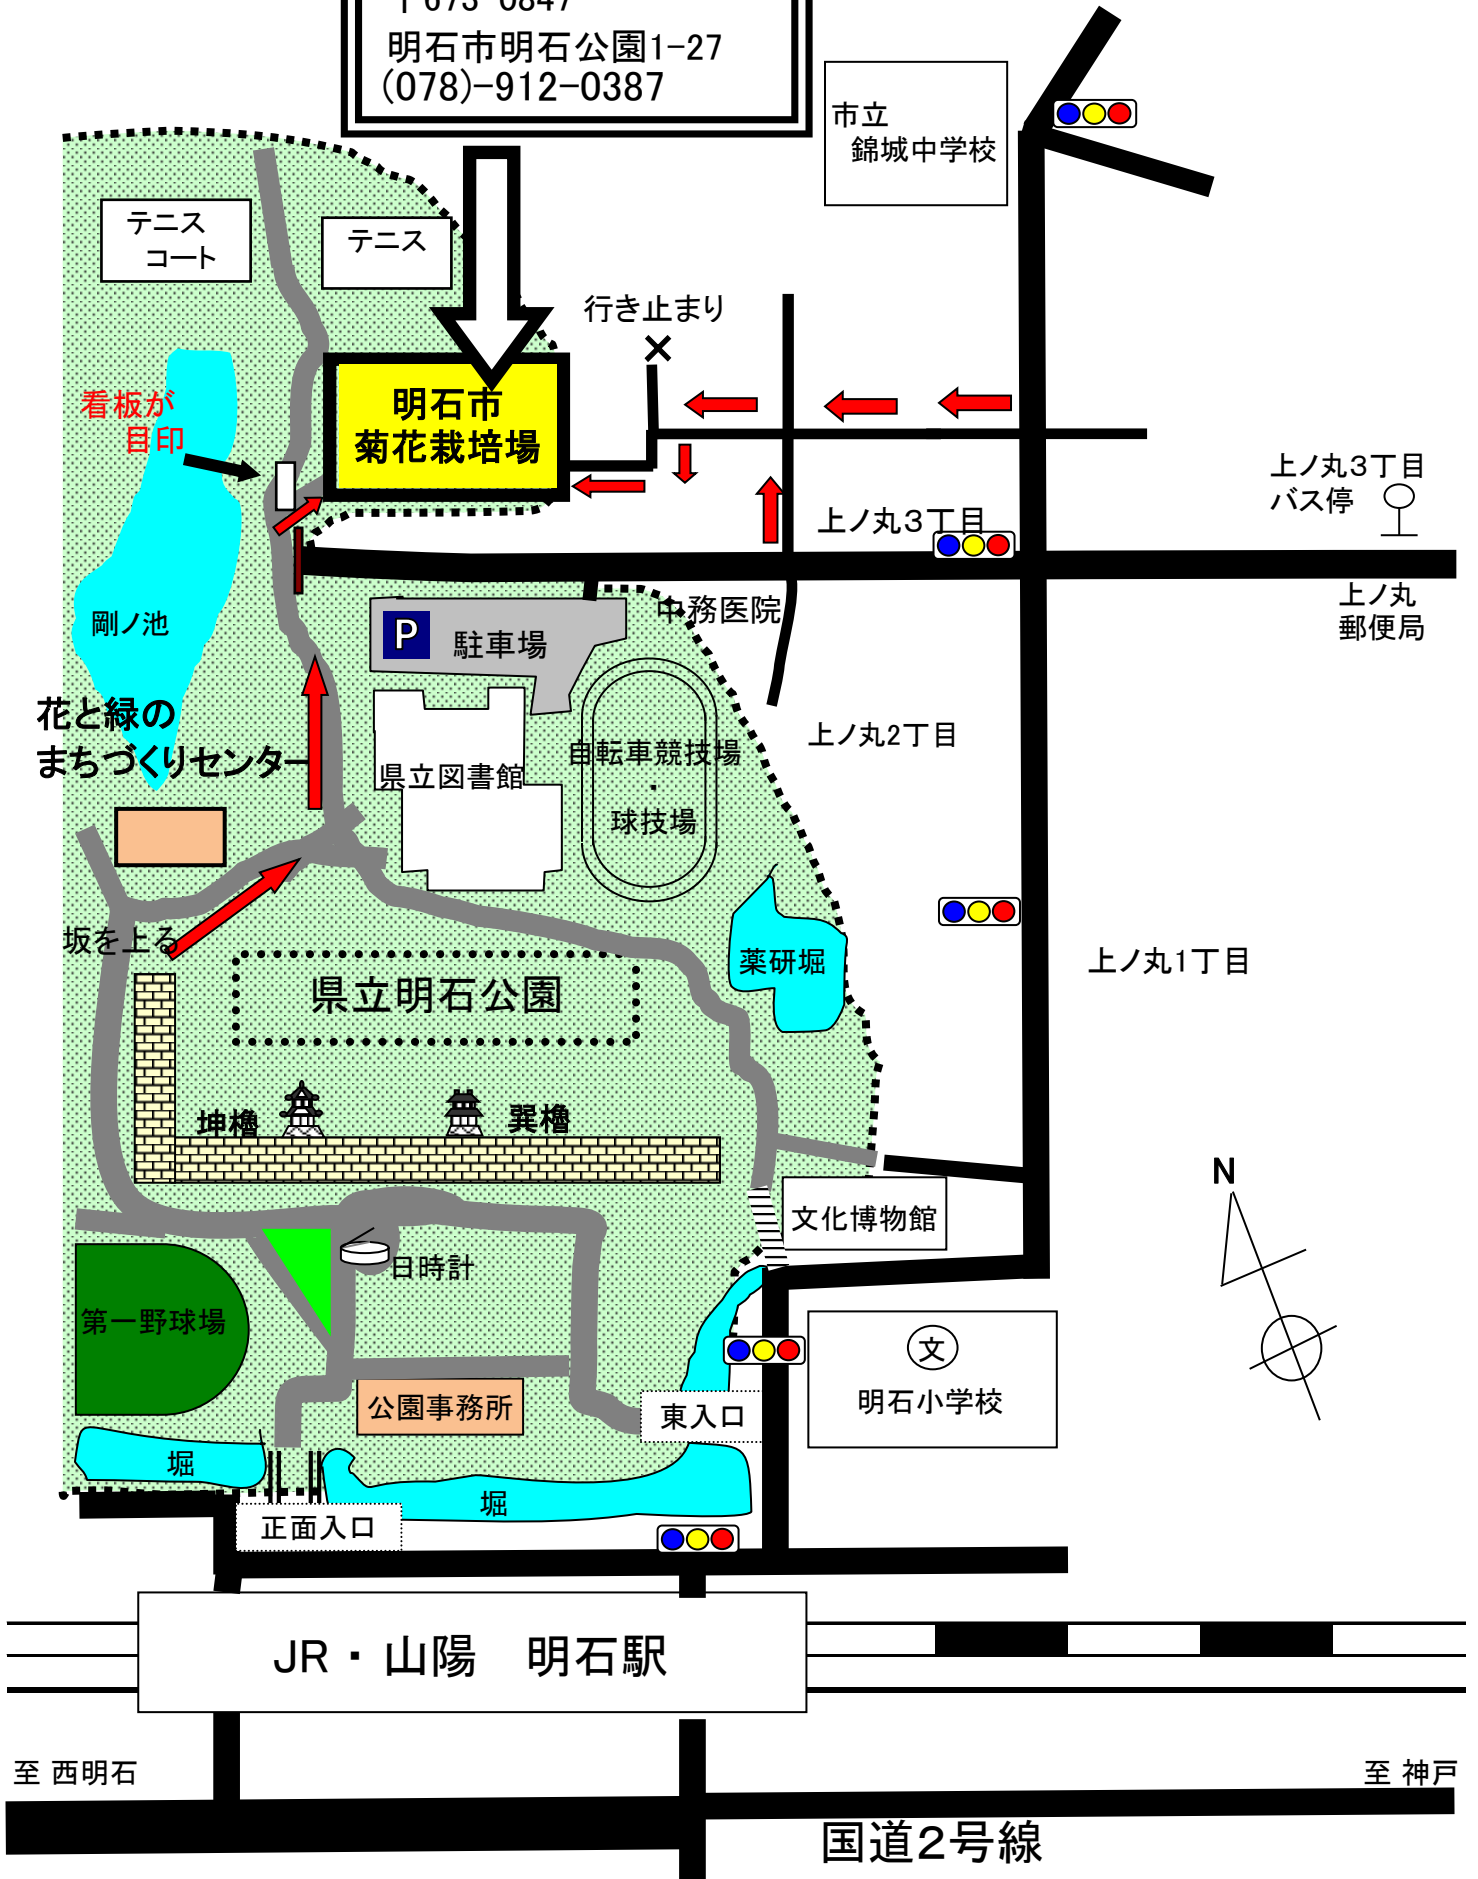 〒673-0847
明石市明石公園1-27
(078)-912-0387
市立
錦城中学校
テニス
コート
テニス
行き止まり
看板が
目印
明石市
菊花栽培場
上ノ丸3丁目
バス停
上ノ丸3丁目
上ノ丸
郵便局
中務医院
剛ノ池
P
駐車場
花と緑の
まちづくりセンター
県立図書館
自転車競技場
・
球技場
上ノ丸2丁目
坂を上る
薬研堀
上ノ丸1丁目
県立明石公園
坤櫓
巽櫓
N
文化博物館
日時計
第一野球場
文
明石小学校
公園事務所
東入口
堀
堀
正面入口
JR・山陽 明石駅
至 西明石
至 神戸
国道2号線